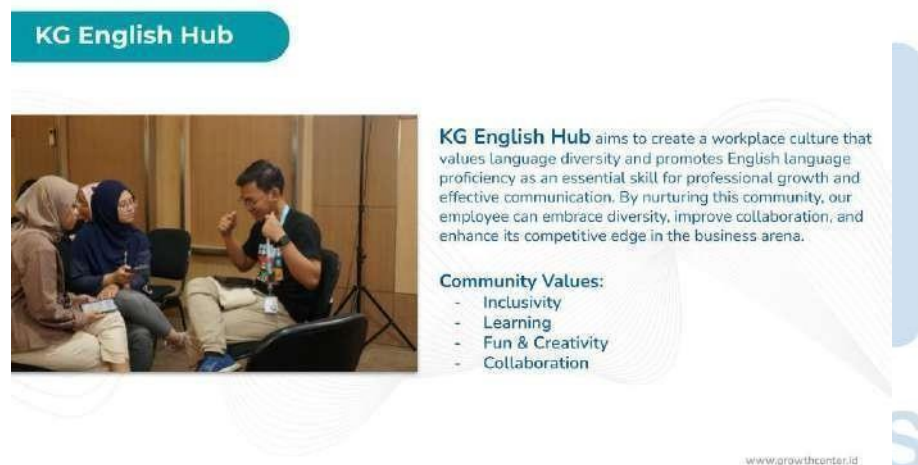 KG English Hub
KG English Hub aims to create a workplace culture that
values language diversity and promotes English language
proficiency as an essential skill for professional growth and
effective communication. By nurturing this community, our
employee can embrace diversity, improve collaboration, and
enhance its competitive edge in the business arena.
Community Values:
- Inclusivity
- Learning
- Fun & Creativity
- Collaboration
www.growthcenter.id